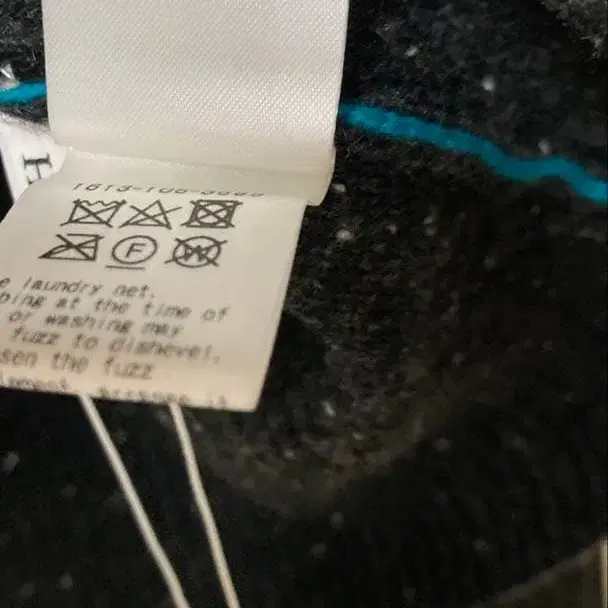 H
F
W
e laundry net.
bing at the time of
or washing may
fuzz to dishevel.
sen the fuzz